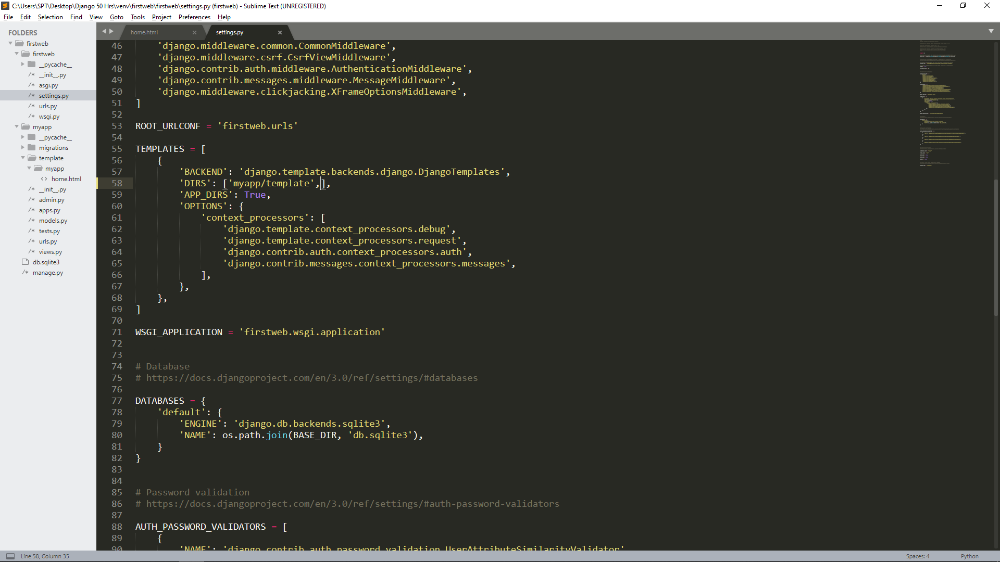 C:\Users\SPT\Desktop\Django 50 Hrs\venv\firstweb\firstweb\settings.py (firstweb) - Sublime Text (UNREGISTERED)
File Edit Selection Find View Goto Tools Project Preferences Help
FOLDERS
firstweb
firstweb
__pycache__
/* __init__.py
/* asgi.py
/* settings.py
/* urls.py
/* wsgi.py
myapp
__pycache__
migrations
template
myapp
<> home.html
/* __init__.py
/* admin.py
/* apps.py
/* models.py
/* tests.py
/* urls.py
/* views.py
db.sqlite3
/* manage.py
home.html × settings.py ×
46 'django.middleware.common.CommonMiddleware',
47 'django.middleware.csrf.CsrfViewMiddleware',
48 'django.contrib.auth.middleware.AuthenticationMiddleware',
49 'django.contrib.messages.middleware.MessageMiddleware',
50 'django.middleware.clickjacking.XFrameOptionsMiddleware',
51 ]
52
53 ROOT_URLCONF = 'firstweb.urls'
54
55 TEMPLATES = [
56 {
57 'BACKEND': 'django.template.backends.django.DjangoTemplates',
58 'DIRS': ['myapp/template',],
59 'APP_DIRS': True,
60 'OPTIONS': {
61 'context_processors': [
62 'django.template.context_processors.debug',
63 'django.template.context_processors.request',
64 'django.contrib.auth.context_processors.auth',
65 'django.contrib.messages.context_processors.messages',
66 ],
67 },
68 },
69 ]
70
71 WSGI_APPLICATION = 'firstweb.wsgi.application'
72
73
74 # Database
75 # https://docs.djangoproject.com/en/3.0/ref/settings/#databases
76
77 DATABASES = {
78 'default': {
79 'ENGINE': 'django.db.backends.sqlite3',
80 'NAME': os.path.join(BASE_DIR, 'db.sqlite3'),
81 }
82 }
83
84
85 # Password validation
86 # https://docs.djangoproject.com/en/3.0/ref/settings/#auth-password-validators
87
88 AUTH_PASSWORD_VALIDATORS = [
89 {
90 'NAME': 'django.contrib.auth.password_validation.UserAttributeSimilarityValidator'
Line 58, Column 35
Spaces: 4
Python